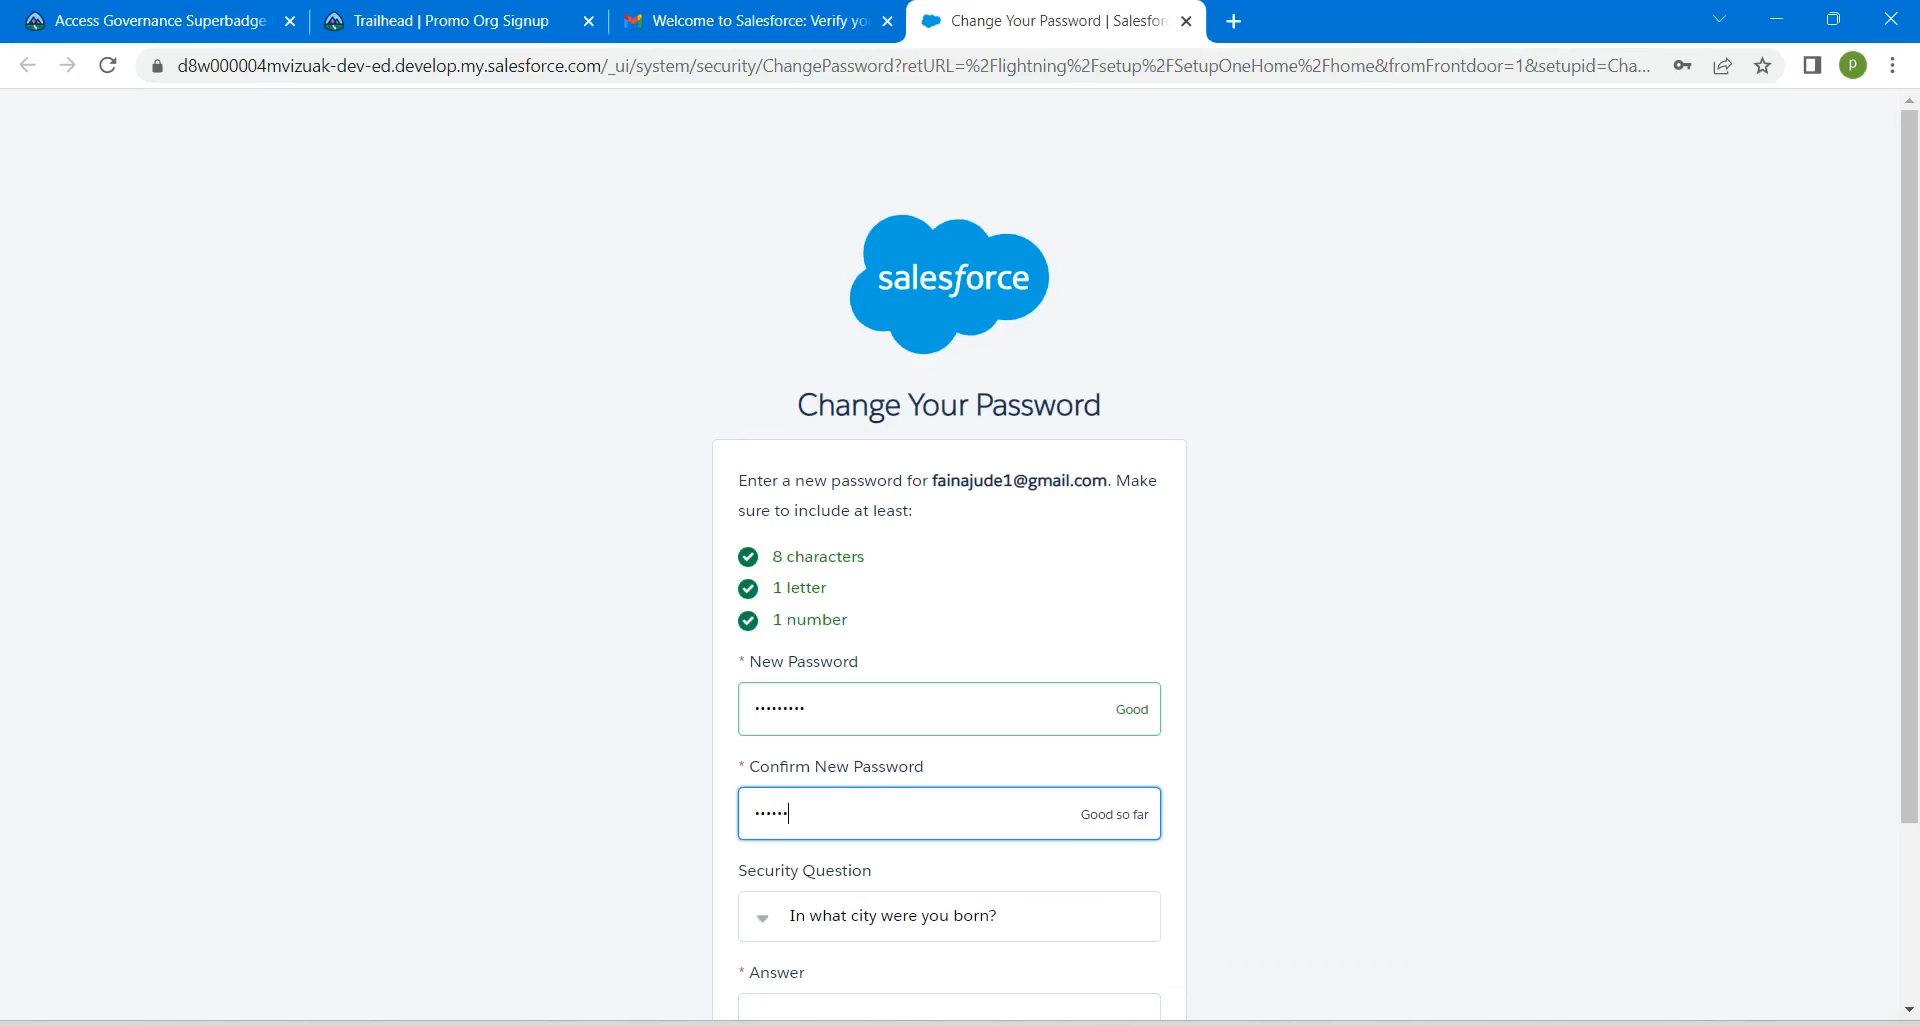 Access Governance Superbadge
Trailhead | Promo Org Signup
Welcome to Salesforce: Verify yo
Change Your Password | Salesfor
d8w000004mvizuak-dev-ed.develop.my.salesforce.com/_ui/system/security/ChangePassword?retURL=%2Flightning%2Fsetup%2FSetupOneHome%2Fhome&fromFrontdoor=1&setupid=Cha...
P
salesforce
Change Your Password
Enter a new password for fainajude1@gmail.com. Make
sure to include at least:
8 characters
1 letter
1 number
* New Password
•••••••••
Good
* Confirm New Password
••••••
Good so far
Security Question
In what city were you born?
* Answer